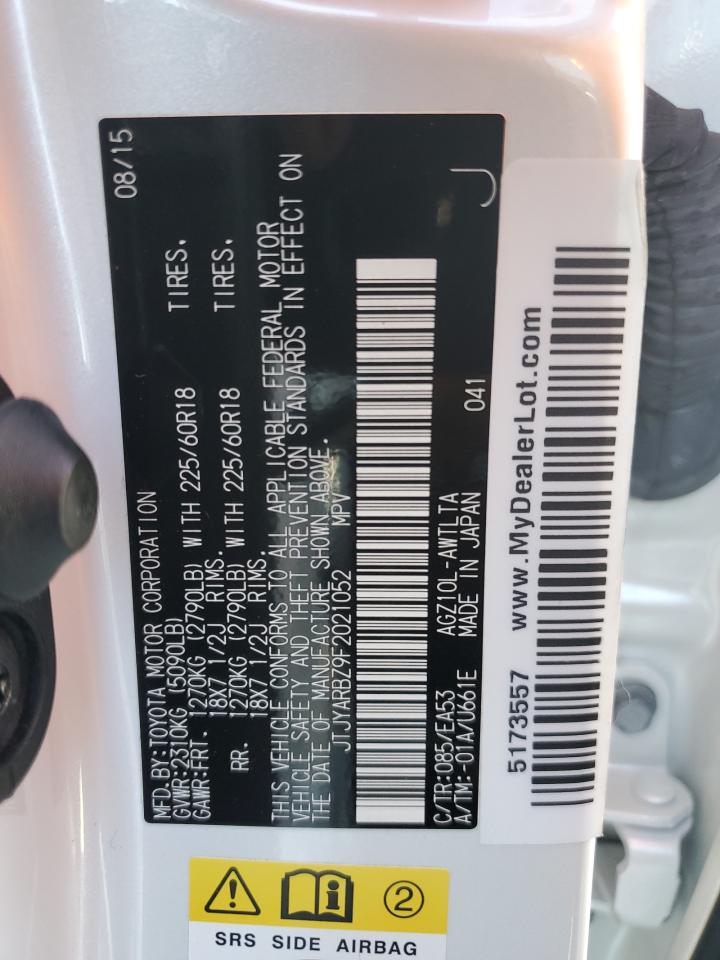 MFD. BY:TOYOTA MOTOR CORPORATION 08/15
GVWR:2310KG (5090LB)
GAWR:FRT. 1270KG (2790LB) WITH 225/60R18 TIRES.
18X7 1/2J RIMS.
RR. 1270KG (2790LB) WITH 225/60R18 TIRES.
18X7 1/2J RIMS.
THIS VEHICLE CONFORMS TO ALL APPLICABLE FEDERAL MOTOR
VEHICLE SAFETY AND THEFT PREVENTION STANDARDS IN EFFECT ON
THE DATE OF MANUFACTURE SHOWN ABOVE.
JTJYARBZ9F2021052 MPV
C/TR:085/EA53 AGZ10L-AWTLTA 041 J
A/TM:-01A/U661E MADE IN JAPAN
5173557 www.MyDealerLot.com
2
SRS SIDE AIRBAG